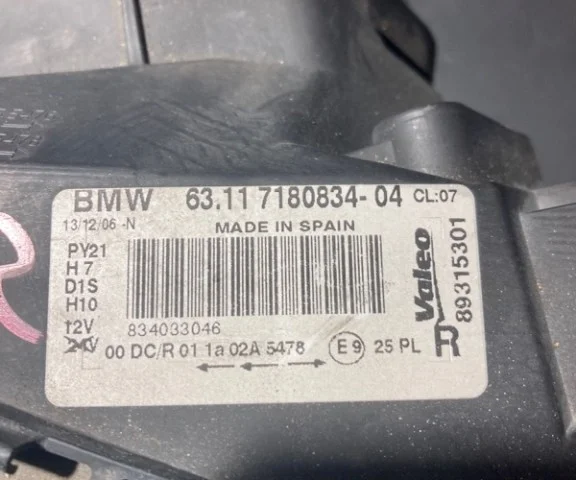 BMW 63.11 7180834-04 CL:07
13/12/06 -N MADE IN SPAIN
PY21
H7
D1S
H10
12V
24V
834033046
00 DC/R 01 1a 02A 5478 E9 25 PL
Valeo
R 89315301
R